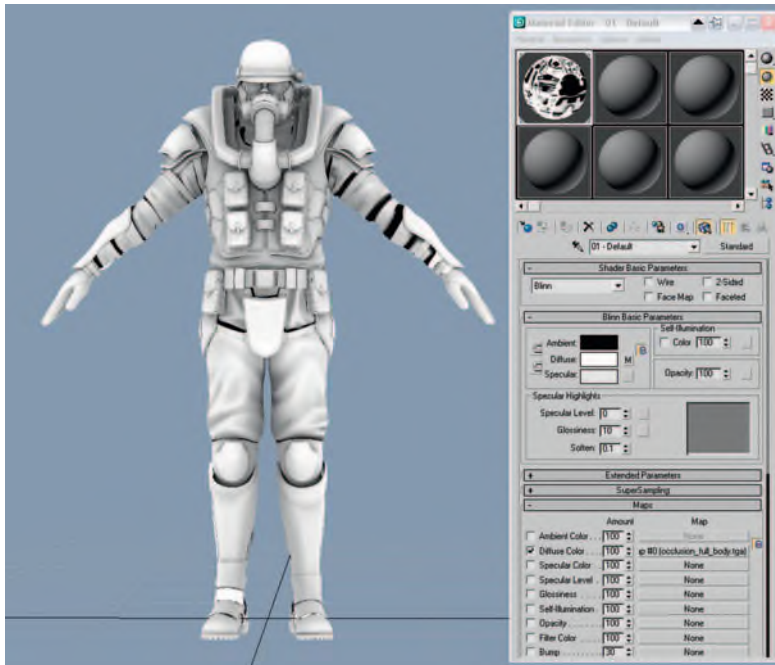 Material Editor 01 - Default
01 - Default
Standard
Shader Basic Parameters
Blinn
Wire
2-Sided
Face Map
Faceted
Blinn Basic Parameters
Self-Illumination
Ambient:
Color 100
Diffuse: M
Specular:
Opacity: 100
Specular Highlights
Specular Level: 0
Glossiness: 10
Soften: 0.1
+ Extended Parameters
+ SuperSampling
- Maps
Amount Map
Ambient Color . . . 100 None
Diffuse Color . . . . 100 ap #0 (occlusion_full_body.tga)
Specular Color . . 100 None
Specular Level . . 100 None
Glossiness . . . . . 100 None
Self-Illumination . 100 None
Opacity . . . . . . . 100 None
Filter Color . . . . . 100 None
Bump . . . . . . . . 30 None